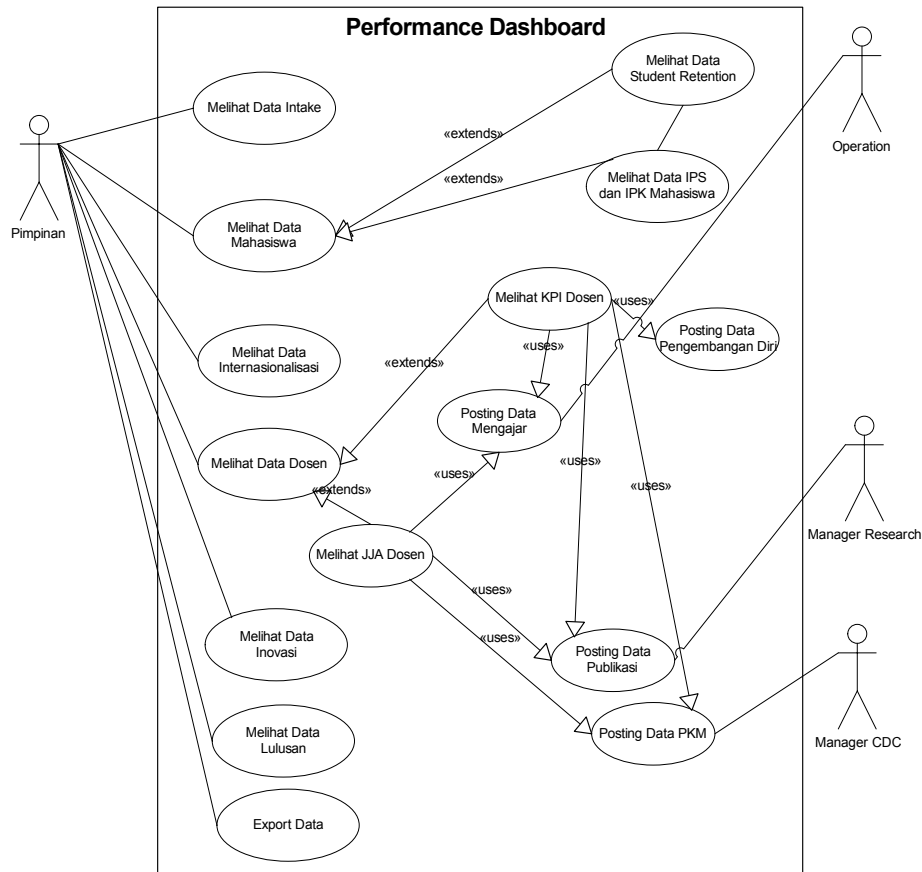 Performance Dashboard
Melihat Data
Student Retention
Melihat Data Intake
«extends»
Operation
«extends»
Melihat Data IPS
dan IPK Mahasiswa
Pimpinan
Melihat Data
Mahasiswa
Melihat KPI Dosen
«uses»
Posting Data
Pengembangan Diri
«uses»
Melihat Data
Internasionalisasi
«extends»
Posting Data
Mengajar
Melihat Data Dosen
«uses»
«uses»
«extends»
«uses»
Manager Research
Melihat JJA Dosen
«uses»
«uses»
Melihat Data
Inovasi
Posting Data
Publikasi
Melihat Data
Lulusan
Posting Data PKM
Manager CDC
Export Data